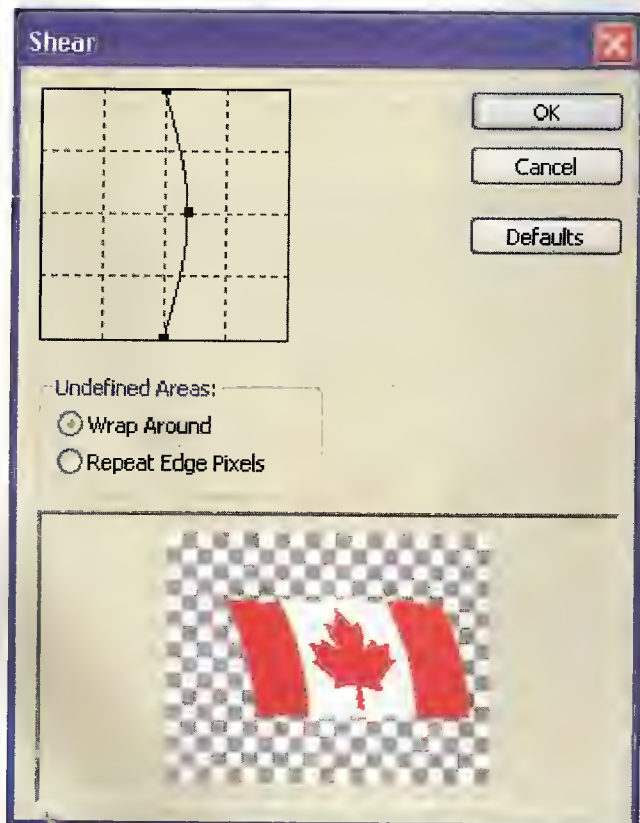 Shear
OK
Cancel
Defaults
Undefined Areas:
Wrap Around
Repeat Edge Pixels